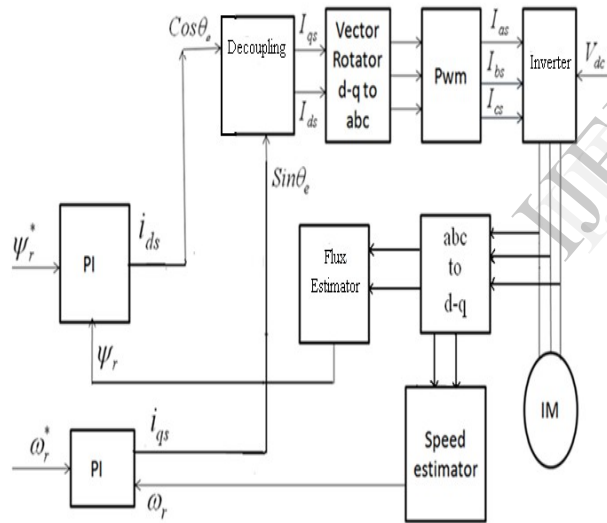 Cosθe
Decoupling
Iqs
Ids
Vector
Rotator
d-q to
abc
Pwm
Ias
Ibs
Ics
Inverter
Vdc
Sinθe
ψr*
PI
ids
ψr
Flux
Estimator
abc
to
d-q
IJE
ωr*
PI
iqs
ωr
Speed
estimator
IM